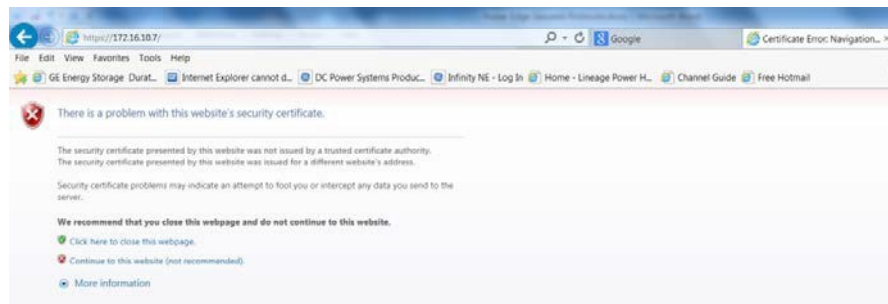 https://172.16.10.7/
Google
Certificate Error: Navigation...
File Edit View Favorites Tools Help
GE Energy Storage Durat... Internet Explorer cannot d... DC Power Systems Produc... Infinity NE - Log In Home - Lineage Power H... Channel Guide Free Hotmail
There is a problem with this website's security certificate.
The security certificate presented by this website was not issued by a trusted certificate authority.
The security certificate presented by this website was issued for a different website's address.
Security certificate problems may indicate an attempt to fool you or intercept any data you send to the
server.
We recommend that you close this webpage and do not continue to this website.
Click here to close this webpage.
Continue to this website (not recommended).
More information